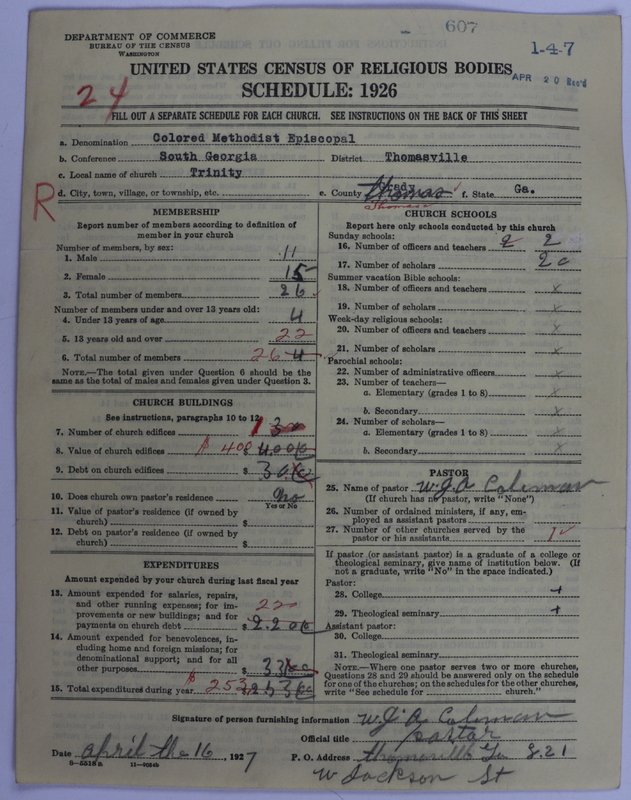 607
DEPARTMENT OF COMMERCE
BUREAU OF THE CENSUS
WASHINGTON
1-4-7
UNITED STATES CENSUS OF RELIGIOUS BODIES
APR 20 Rec'd
SCHEDULE: 1926
24
FILL OUT A SEPARATE SCHEDULE FOR EACH CHURCH. SEE INSTRUCTIONS ON THE BACK OF THIS SHEET
a. Denomination Colored Methodist Episcopal
b. Conference South Georgia District Thomasville
c. Local name of church Trinity
R
d. City, town, village, or township, etc. e. County Grady Thomas f. State Ga.
Thomas
MEMBERSHIP
Report number of members according to definition of member in your church
Number of members, by sex:
1. Male 11
2. Female 15
3. Total number of members 26
Number of members under and over 13 years old:
4. Under 13 years of age 4
5. 13 years old and over 22
6. Total number of members 26 4
NOTE.—The total given under Question 6 should be the same as the total of males and females given under Question 3.
CHURCH BUILDINGS
See instructions, paragraphs 10 to 12
7. Number of church edifices 1
8. Value of church edifices $ 400
9. Debt on church edifices $
10. Does church own pastor's residence No
Yes or No
11. Value of pastor's residence (if owned by church) $
12. Debt on pastor's residence (if owned by church) $
EXPENDITURES
Amount expended by your church during last fiscal year
13. Amount expended for salaries, repairs, and other running expenses; for improvements or new buildings; and for payments on church debt $ 220
14. Amount expended for benevolences, including home and foreign missions; for denominational support; and for all other purposes $ 33
15. Total expenditures during year $ 253
CHURCH SCHOOLS
Report here only schools conducted by this church
Sunday schools:
16. Number of officers and teachers 2 2
17. Number of scholars 20
Summer vacation Bible schools:
18. Number of officers and teachers x
19. Number of scholars x
Week-day religious schools:
20. Number of officers and teachers x
21. Number of scholars x
Parochial schools:
22. Number of administrative officers x
23. Number of teachers—
a. Elementary (grades 1 to 8) x
b. Secondary x
24. Number of scholars—
a. Elementary (grades 1 to 8) x
b. Secondary x
PASTOR
25. Name of pastor W.J.A Coleman
(If church has no pastor, write "None")
26. Number of ordained ministers, if any, employed as assistant pastors
27. Number of other churches served by the pastor or his assistants 1
If pastor (or assistant pastor) is a graduate of a college or theological seminary, give name of institution below. (If not a graduate, write "No" in the space indicated.)
Pastor:
28. College +
29. Theological seminary +
Assistant pastor:
30. College
31. Theological seminary
NOTE.—Where one pastor serves two or more churches, Questions 28 and 29 should be answered only on the schedule for one of the churches; on the schedules for the other churches, write "See schedule for church."
Signature of person furnishing information W.J.A Coleman
Official title pastor
Date april the 16, 1927 P. O. Address Thomasville Ga 821
W Jackson St
8-5518a 11-9024b